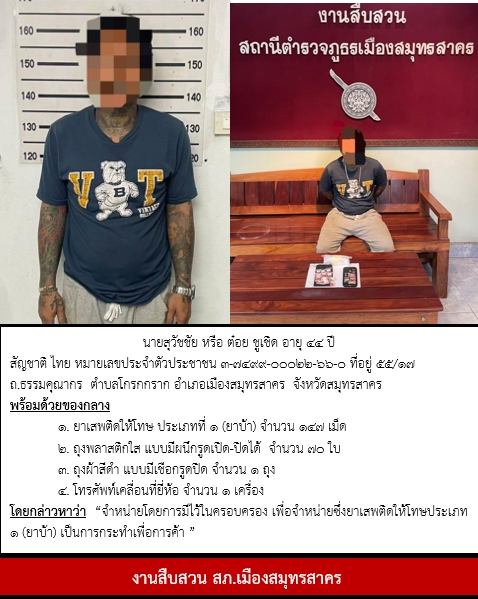 160
160
150
140
140
130
130
120
120
V T
B
VINTAGE
งานสืบสวน
สถานีตำรวจภูธรเมืองสมุทรสาคร
V T
นายสุวัชชัย หรือ ต๋อย ชูเชิด อายุ ๔๔ ปี
สัญชาติ ไทย หมายเลขประจำตัวประชาชน ๓-๗๔๙๙-๐๐๐๒๒-๖๖-๐ ที่อยู่ ๕๕/๑๗
ถ.ธรรมคุณากร ตำบลโกรกกราก อำเภอเมืองสมุทรสาคร จังหวัดสมุทรสาคร
พร้อมด้วยของกลาง
๑. ยาเสพติดให้โทษ ประเภทที่ ๑ (ยาบ้า) จำนวน ๑๔๗ เม็ด
๒. ถุงพลาสติกใส แบบมีผนึกรูดเปิด-ปิดได้ จำนวน ๗๐ ใบ
๓. ถุงผ้าสีดำ แบบมีเชือกรูดปิด จำนวน ๑ ถุง
๔. โทรศัพท์เคลื่อนที่ยี่ห้อ จำนวน ๑ เครื่อง
โดยกล่าวหาว่า “จำหน่ายโดยการมีไว้ในครอบครอง เพื่อจำหน่ายซึ่งยาเสพติดให้โทษประเภท
๑ (ยาบ้า) เป็นการกระทำเพื่อการค้า ”
งานสืบสวน สภ.เมืองสมุทรสาคร